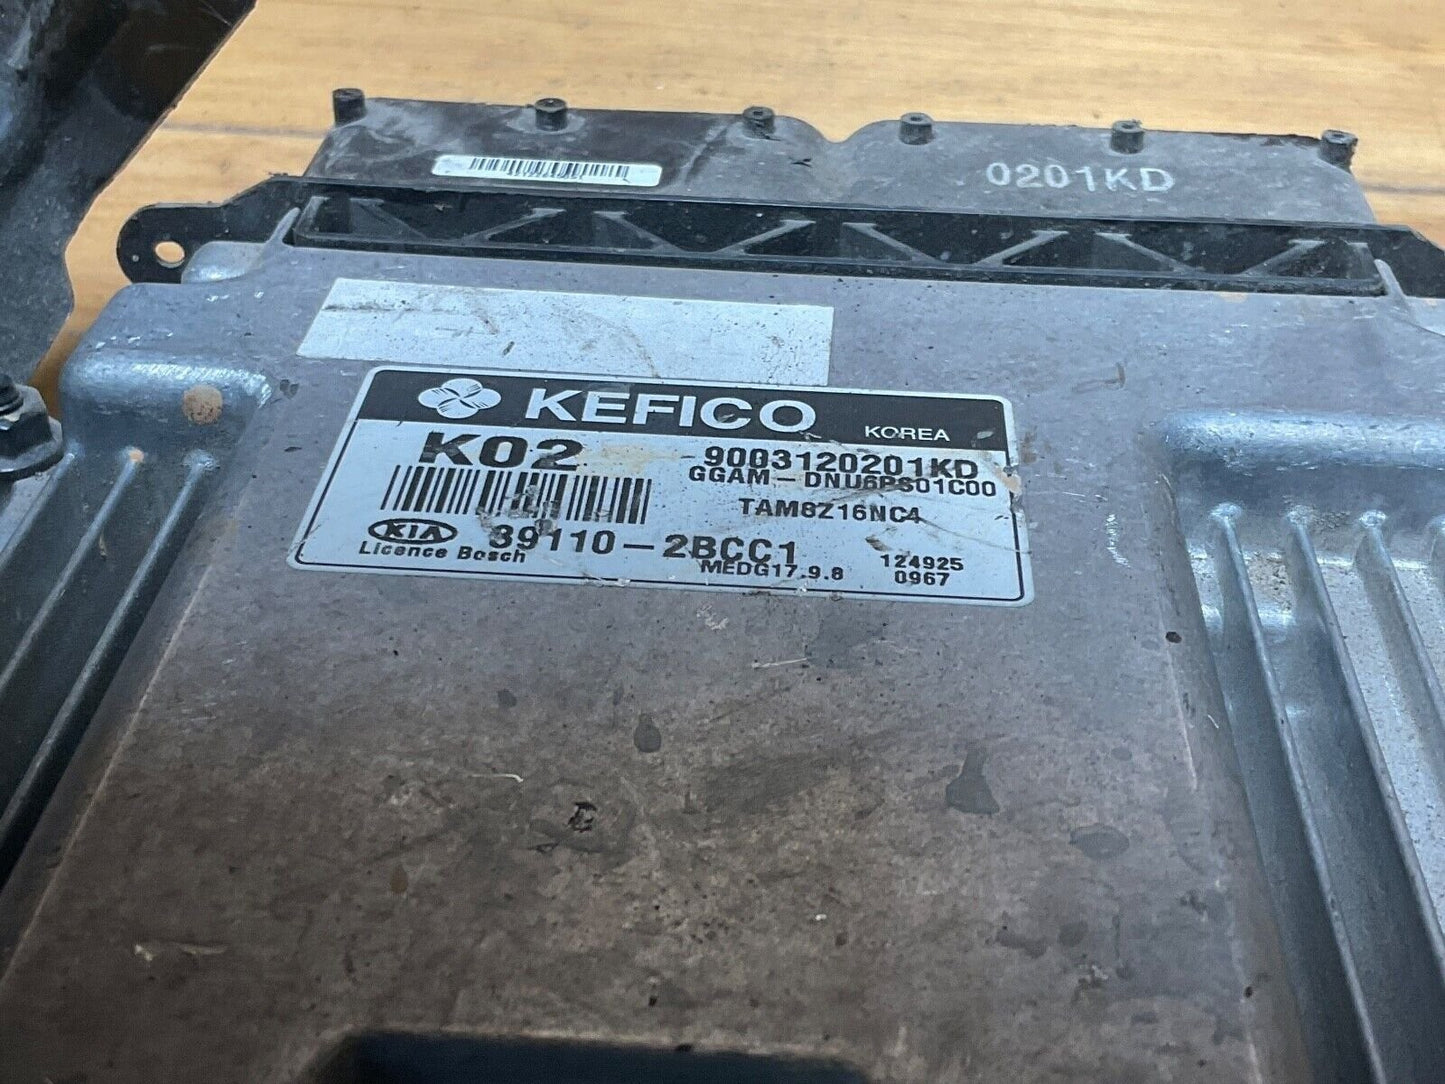 0201KD
KEFICO KOREA
K02 9003120201KD
GGAM-DNU6PS01C00
TAM8Z16NC4
KIA 39110-2BCC1
Licence Bosch MEDG17.9.8 124925
0967